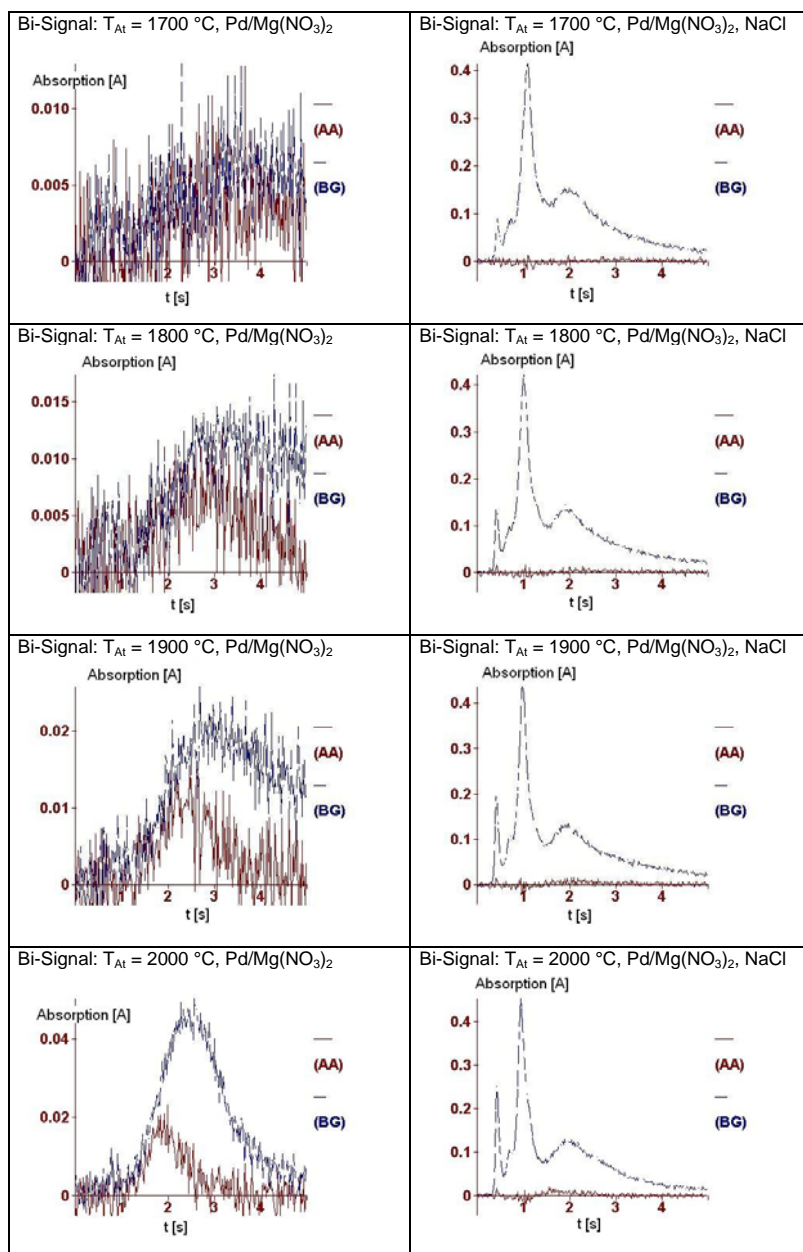 Bi-Signal: TAt = 1700 °C, Pd/Mg(NO3)2
Absorption [A]
0.010
0.005
0
1 2 3 4
t [s]
(AA)
(BG)
Bi-Signal: TAt = 1700 °C, Pd/Mg(NO3)2, NaCl
Absorption [A]
0.4
0.3
0.2
0.1
0
1 2 3 4
t [s]
(AA)
(BG)
Bi-Signal: TAt = 1800 °C, Pd/Mg(NO3)2
Absorption [A]
0.015
0.010
0.005
0
1 2 3 4
t [s]
(AA)
(BG)
Bi-Signal: TAt = 1800 °C, Pd/Mg(NO3)2, NaCl
Absorption [A]
0.4
0.3
0.2
0.1
0
1 2 3 4
t [s]
(AA)
(BG)
Bi-Signal: TAt = 1900 °C, Pd/Mg(NO3)2
Absorption [A]
0.02
0.01
0
1 2 3 4
t [s]
(AA)
(BG)
Bi-Signal: TAt = 1900 °C, Pd/Mg(NO3)2, NaCl
Absorption [A]
0.4
0.3
0.2
0.1
0
1 2 3 4
t [s]
(AA)
(BG)
Bi-Signal: TAt = 2000 °C, Pd/Mg(NO3)2
Absorption [A]
0.04
0.02
0
1 2 3 4
t [s]
(AA)
(BG)
Bi-Signal: TAt = 2000 °C, Pd/Mg(NO3)2, NaCl
Absorption [A]
0.4
0.3
0.2
0.1
0
1 2 3 4
t [s]
(AA)
(BG)